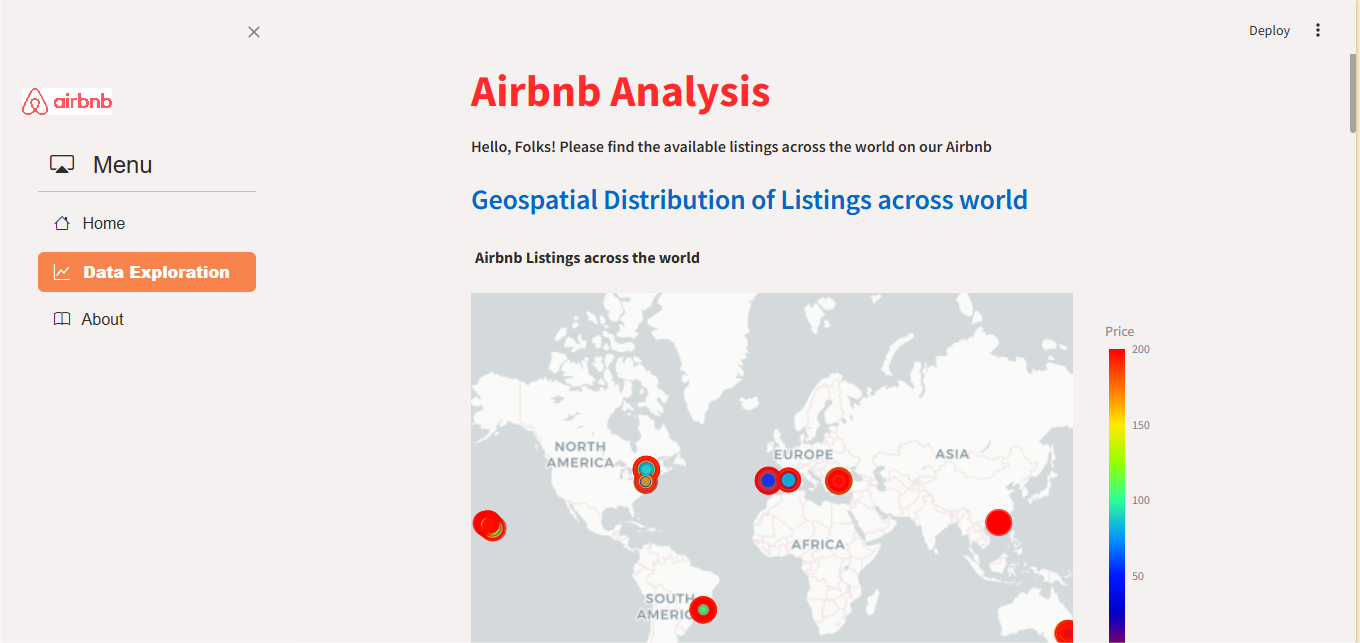 Deploy
airbnb
Menu
Home
Data Exploration
About
Airbnb Analysis
Hello, Folks! Please find the available listings across the world on our Airbnb
Geospatial Distribution of Listings across world
Airbnb Listings across the world
NORTH
AMERICA
EUROPE
ASIA
AFRICA
SOUTH
Price
200
150
100
50